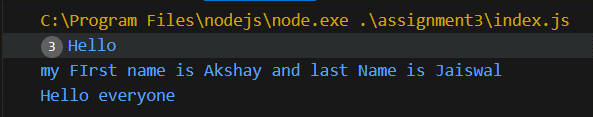 C:\Program Files\nodejs\node.exe .\assignment3\index.js
3 Hello
my FIrst name is Akshay and last Name is Jaiswal
Hello everyone